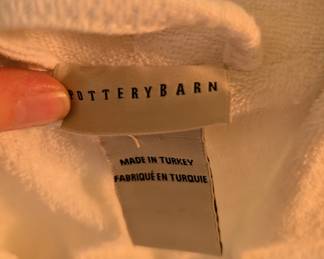 POTTERYBARN
MADE IN TURKEY
FABRIQUÉ EN TURQUIE